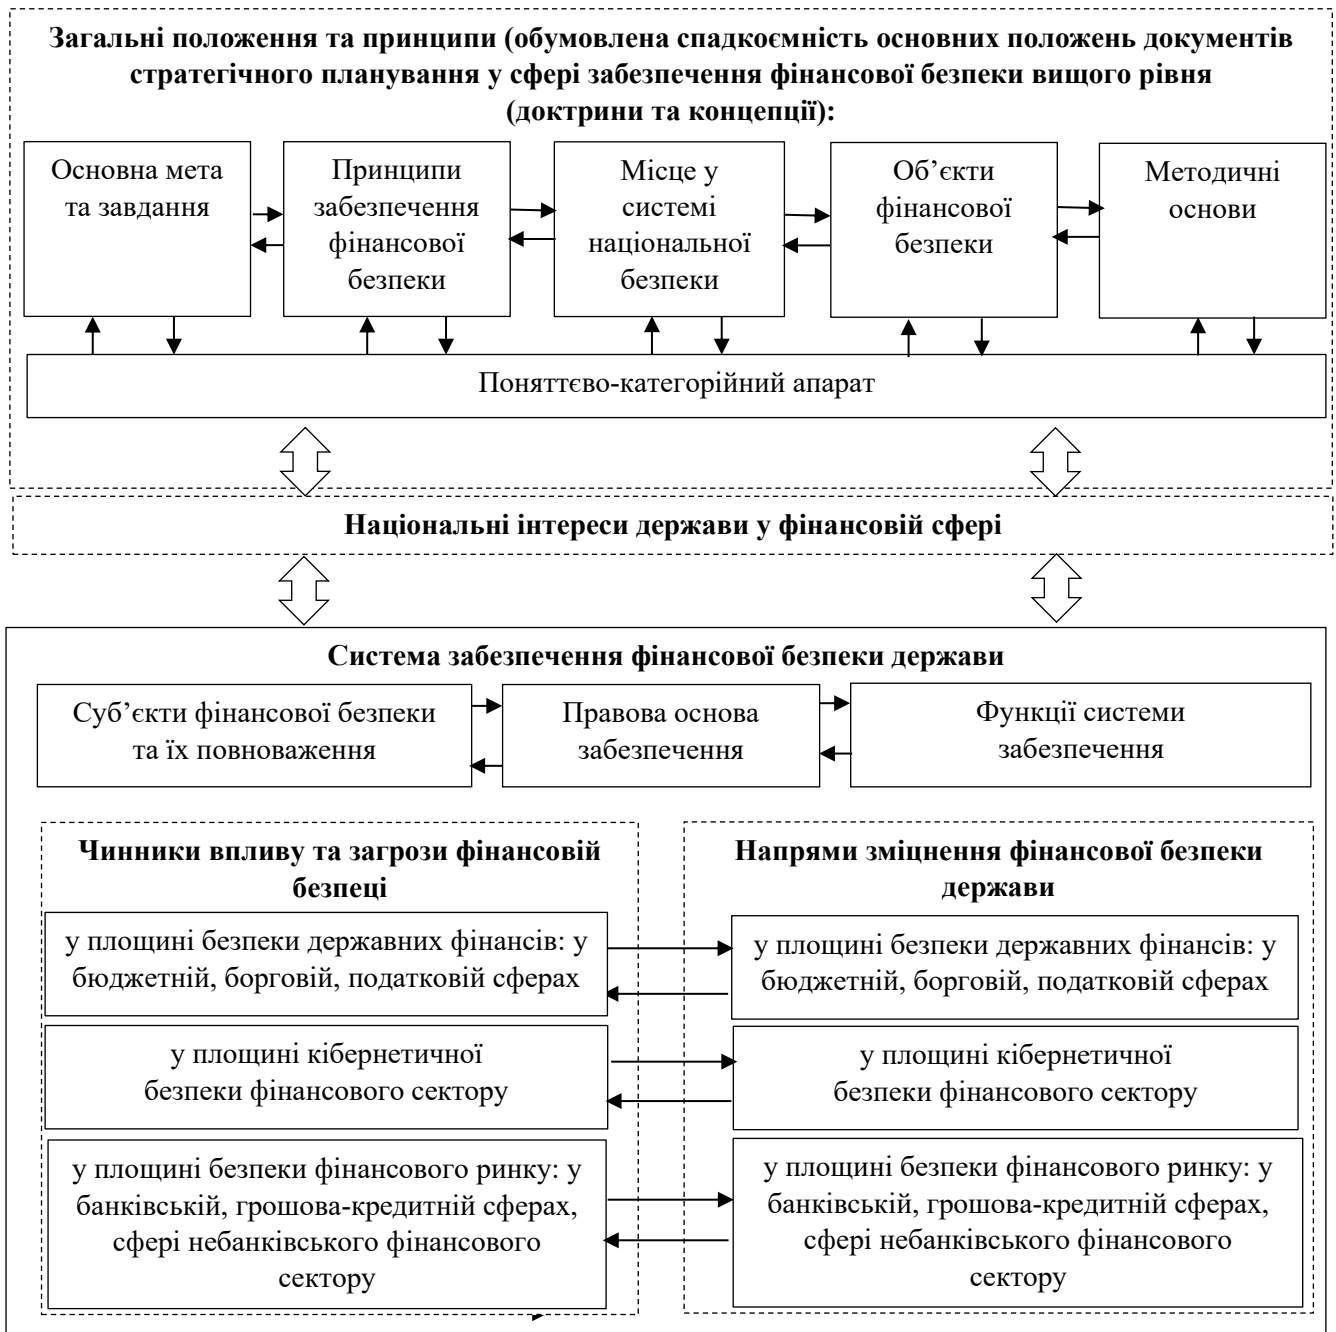 Загальні положення та принципи (обумовлена спадкоємність основних положень документів
стратегічного планування у сфері забезпечення фінансової безпеки вищого рівня
(доктрини та концепції):
Основна мета
та завдання
Принципи
забезпечення
фінансової
безпеки
Місце у
системі
національної
безпеки
Об’єкти
фінансової
безпеки
Методичні
основи
Поняттєво-категорійний апарат
Національні інтереси держави у фінансовій сфері
Система забезпечення фінансової безпеки держави
Суб’єкти фінансової безпеки
та їх повноваження
Правова основа
забезпечення
Функції системи
забезпечення
Чинники впливу та загрози фінансовій
безпеці
у площині безпеки державних фінансів: у
бюджетній, борговій, податковій сферах
у площині кібернетичної
безпеки фінансового сектору
у площині безпеки фінансового ринку: у
банківській, грошова-кредитній сферах,
сфері небанківського фінансового
сектору
Напрями зміцнення фінансової безпеки
держави
у площині безпеки державних фінансів: у
бюджетній, борговій, податковій сферах
у площині кібернетичної
безпеки фінансового сектору
у площині безпеки фінансового ринку: у
банківській, грошова-кредитній сферах,
сфері небанківського фінансового
сектору